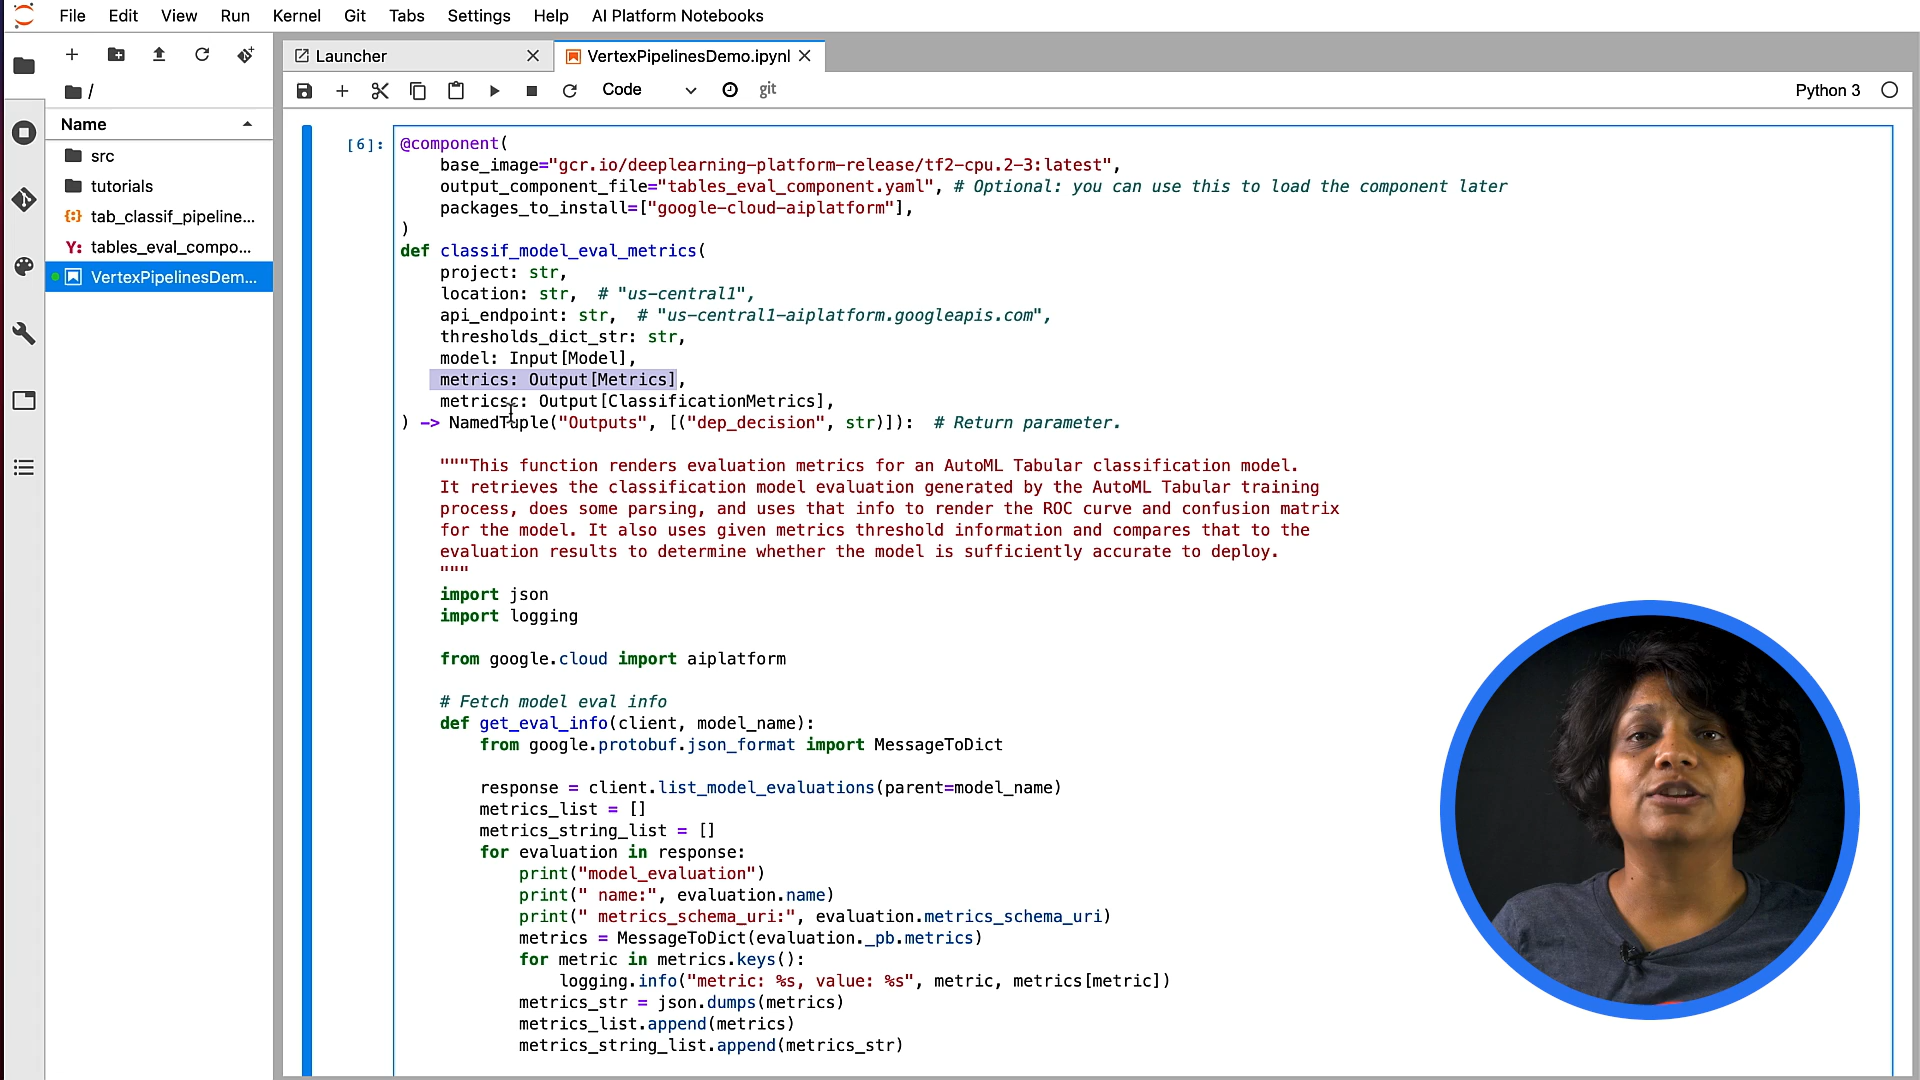 File Edit View Run Kernel Git Tabs Settings Help AI Platform Notebooks
Launcher
VertexPipelinesDemo.ipynl
/
Code
git
Python 3
Name
src
tutorials
tab_classif_pipeline...
Y: tables_eval_compo...
VertexPipelinesDem...
[6]:
@component(
base_image="gcr.io/deeplearning-platform-release/tf2-cpu.2-3:latest",
output_component_file="tables_eval_component.yaml", # Optional: you can use this to load the component later
packages_to_install=["google-cloud-aiplatform"],
)
def classif_model_eval_metrics(
project: str,
location: str, # "us-central1",
api_endpoint: str, # "us-central1-aiplatform.googleapis.com",
thresholds_dict_str: str,
model: Input[Model],
metrics: Output[Metrics],
metricsc: Output[ClassificationMetrics],
) -> NamedTuple("Outputs", [("dep_decision", str)]): # Return parameter.
"""This function renders evaluation metrics for an AutoML Tabular classification model.
It retrieves the classification model evaluation generated by the AutoML Tabular training
process, does some parsing, and uses that info to render the ROC curve and confusion matrix
for the model. It also uses given metrics threshold information and compares that to the
evaluation results to determine whether the model is sufficiently accurate to deploy.
"""
import json
import logging
from google.cloud import aiplatform
# Fetch model eval info
def get_eval_info(client, model_name):
from google.protobuf.json_format import MessageToDict
response = client.list_model_evaluations(parent=model_name)
metrics_list = []
metrics_string_list = []
for evaluation in response:
print("model_evaluation")
print(" name:", evaluation.name)
print(" metrics_schema_uri:", evaluation.metrics_schema_uri)
metrics = MessageToDict(evaluation._pb.metrics)
for metric in metrics.keys():
logging.info("metric: %s, value: %s", metric, metrics[metric])
metrics_str = json.dumps(metrics)
metrics_list.append(metrics)
metrics_string_list.append(metrics_str)